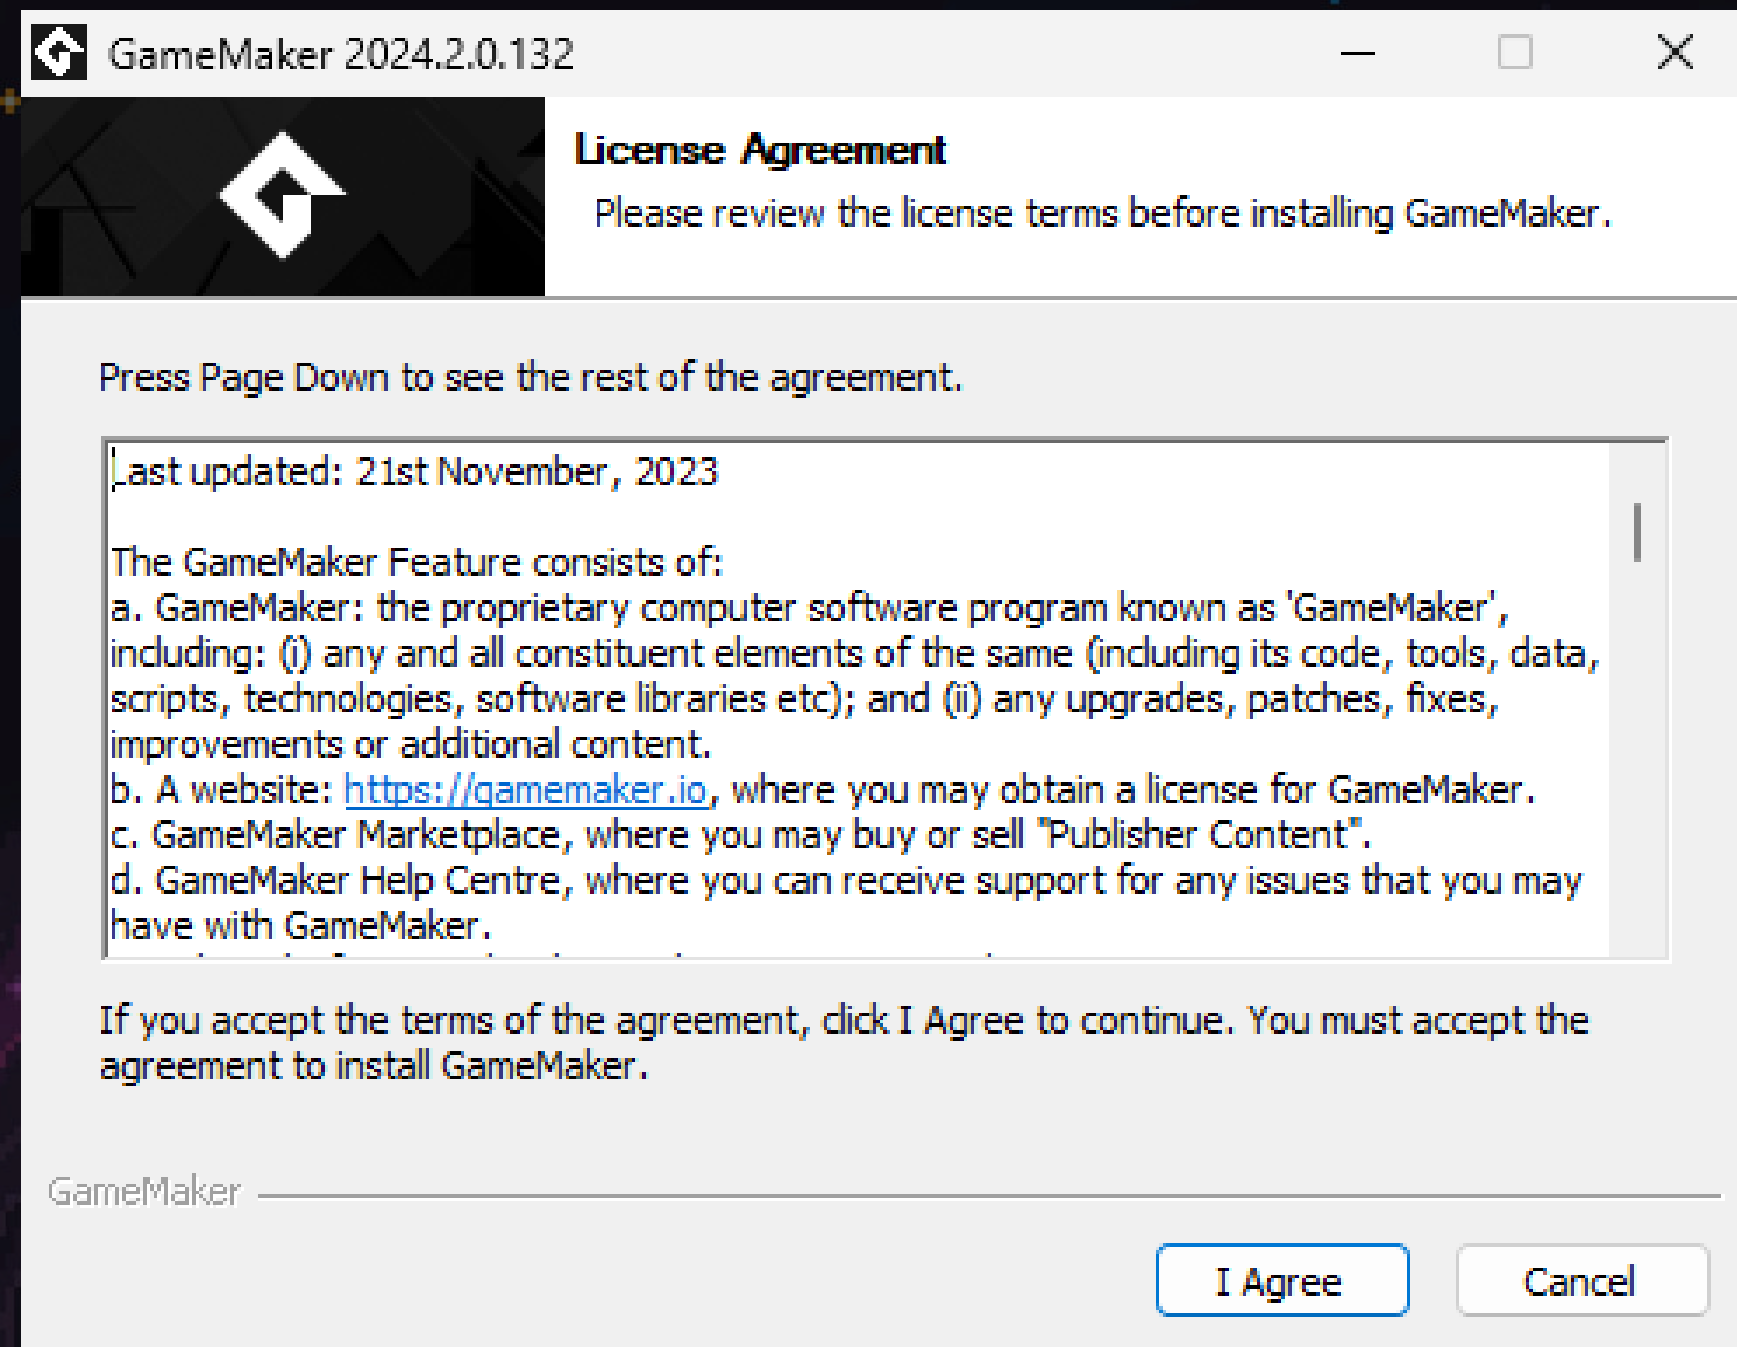 GameMaker 2024.2.0.132
License Agreement
Please review the license terms before installing GameMaker.
Press Page Down to see the rest of the agreement.
Last updated: 21st November, 2023
The GameMaker Feature consists of:
a. GameMaker: the proprietary computer software program known as 'GameMaker',
including: (i) any and all constituent elements of the same (including its code, tools, data,
scripts, technologies, software libraries etc); and (ii) any upgrades, patches, fixes,
improvements or additional content.
b. A website: https://gamemaker.io, where you may obtain a license for GameMaker.
c. GameMaker Marketplace, where you may buy or sell "Publisher Content".
d. GameMaker Help Centre, where you can receive support for any issues that you may
have with GameMaker.
If you accept the terms of the agreement, click I Agree to continue. You must accept the
agreement to install GameMaker.
GameMaker
I Agree
Cancel